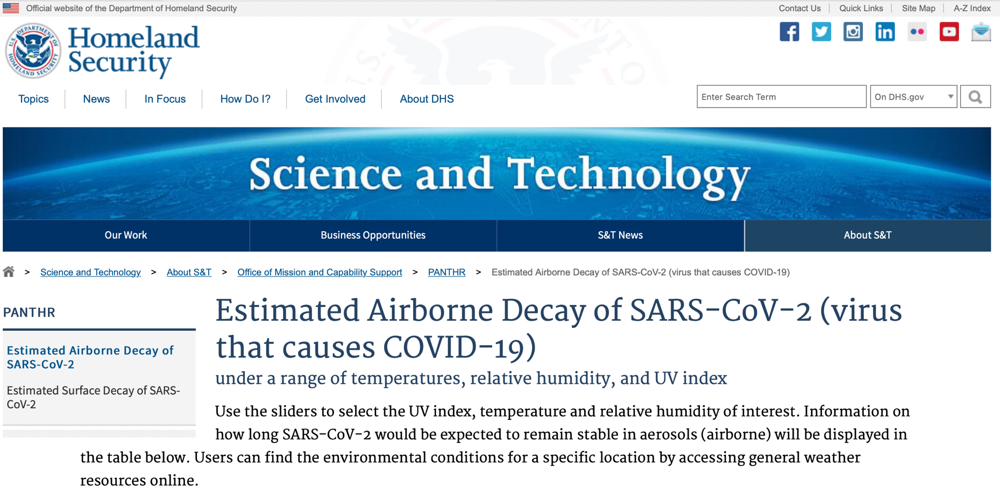 Official website of the Department of Homeland Security
Contact Us
Quick Links
Site Map
A-Z Index
U.S. DEPARTMENT OF HOMELAND SECURITY
Homeland
Security
Topics
News
In Focus
How Do I?
Get Involved
About DHS
Enter Search Term
On DHS.gov
Science and Technology
Our Work
Business Opportunities
S&T News
About S&T
> Science and Technology > About S&T > Office of Mission and Capability Support > PANTHR > Estimated Airborne Decay of SARS-CoV-2 (virus that causes COVID-19)
PANTHR
Estimated Airborne Decay of
SARS-CoV-2
Estimated Surface Decay of SARS-
CoV-2
Estimated Airborne Decay of SARS-CoV-2 (virus
that causes COVID-19)
under a range of temperatures, relative humidity, and UV index
Use the sliders to select the UV index, temperature and relative humidity of interest. Information on
how long SARS-CoV-2 would be expected to remain stable in aerosols (airborne) will be displayed in
the table below. Users can find the environmental conditions for a specific location by accessing general weather
resources online.